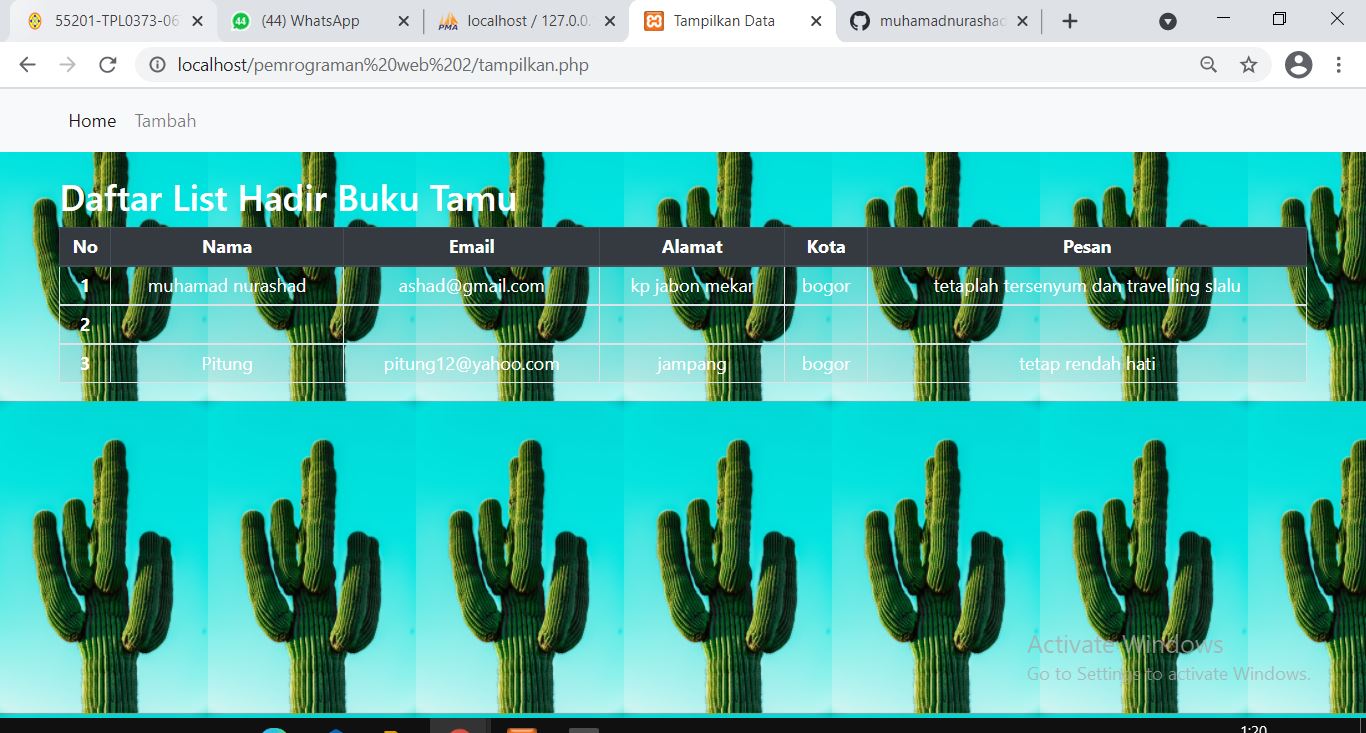 55201-TPL0373-06
(44) WhatsApp
localhost / 127.0.0.
Tampilkan Data
muhamadnurashad
localhost/pemrograman%20web%202/tampilkan.php
Home Tambah
Daftar List Hadir Buku Tamu
No Nama Email Alamat Kota Pesan
1 muhamad nurashad ashad@gmail.com kp jabon mekar bogor tetaplah tersenyum dan travelling slalu
2
3 Pitung pitung12@yahoo.com jampang bogor tetap rendah hati
Activate Windows
Go to Settings to activate Windows.
1:20